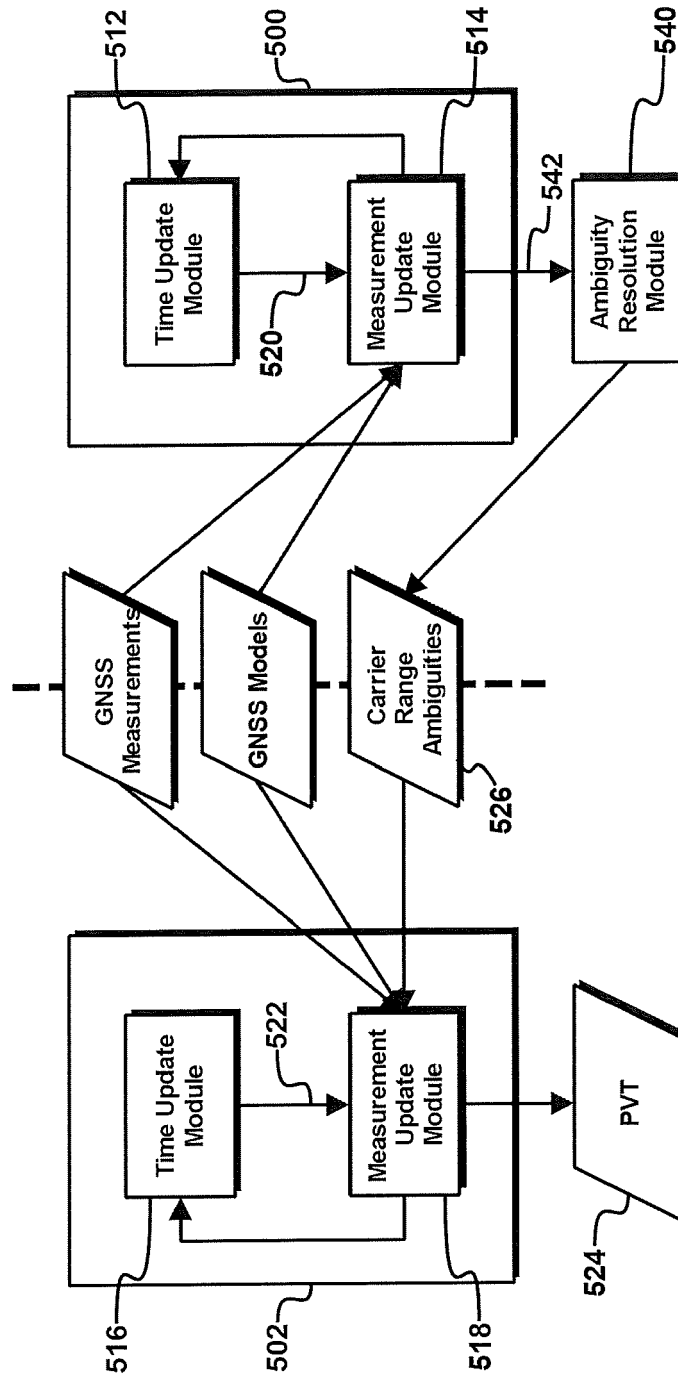 512
500
514
540
Time Update
Module
520
Measurement
Update
Module
542
Ambiguity
Resolution
Module
GNSS
Measurements
GNSS Models
Carrier
Range
Ambiguities
526
Time Update
Module
522
Measurement
Update
Module
PVT
516
502
518
524